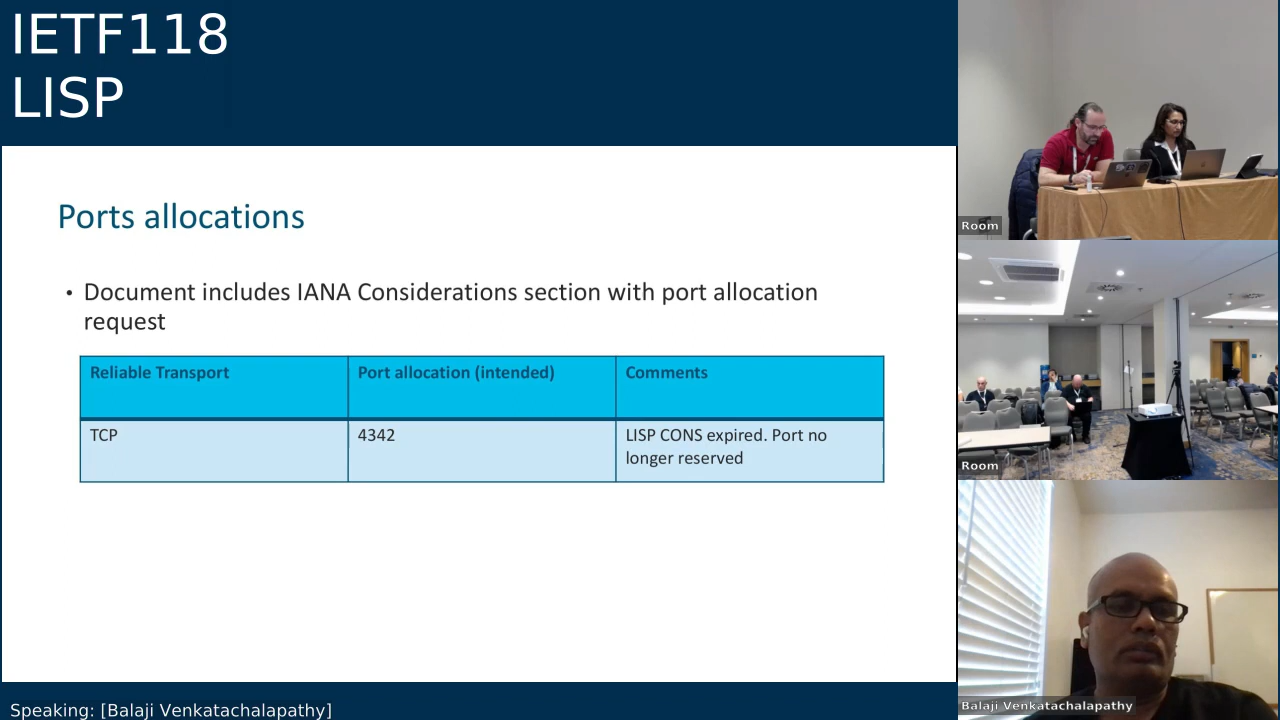 IETF118
LISP
Ports allocations
• Document includes IANA Considerations section with port allocation
request
Reliable Transport
Port allocation (intended)
Comments
TCP
4342
LISP CONS expired. Port no
longer reserved
Speaking: [Balaji Venkatachalapathy]
Room
Room
Balaji Venkatachalapathy